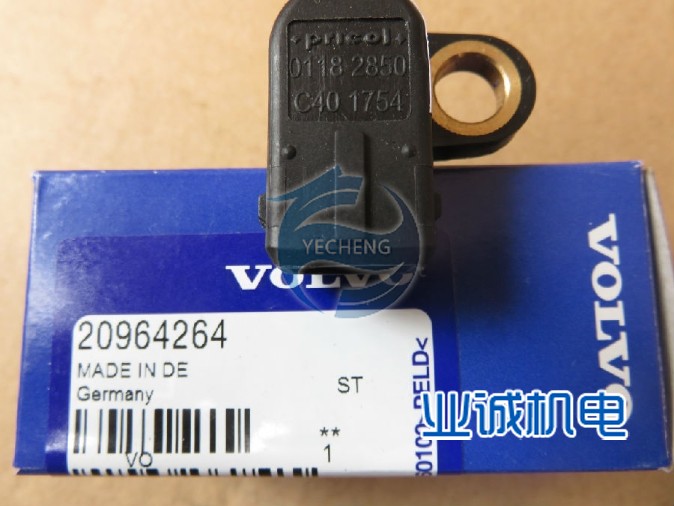 pricol
0118 2850
C40 1754
YECHENG
VOLVO
VOLVO
20964264
MADE IN DE
Germany
ST
**
1
VO
业诚机电